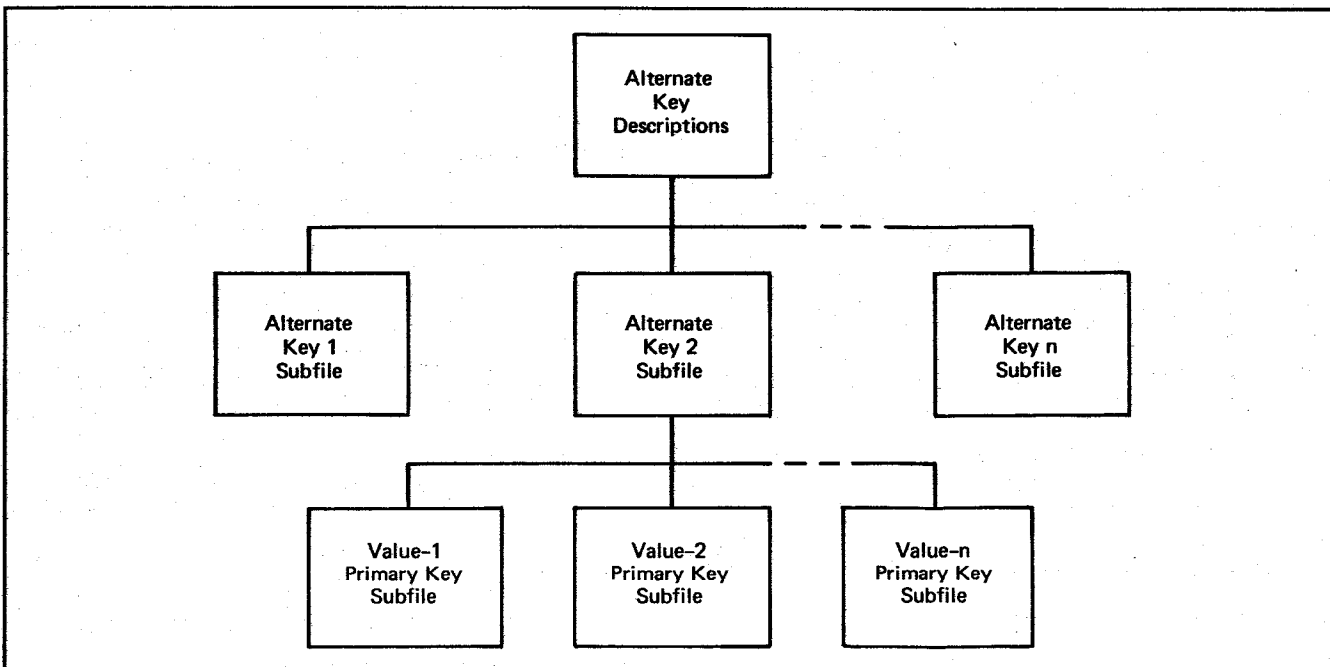 Alternate
Key
Descriptions
Alternate
Key 1
Subfile
Alternate
Key 2
Subfile
Alternate
Key n
Subfile
Value–1
Primary Key
Subfile
Value–2
Primary Key
Subfile
Value–n
Primary Key
Subfile